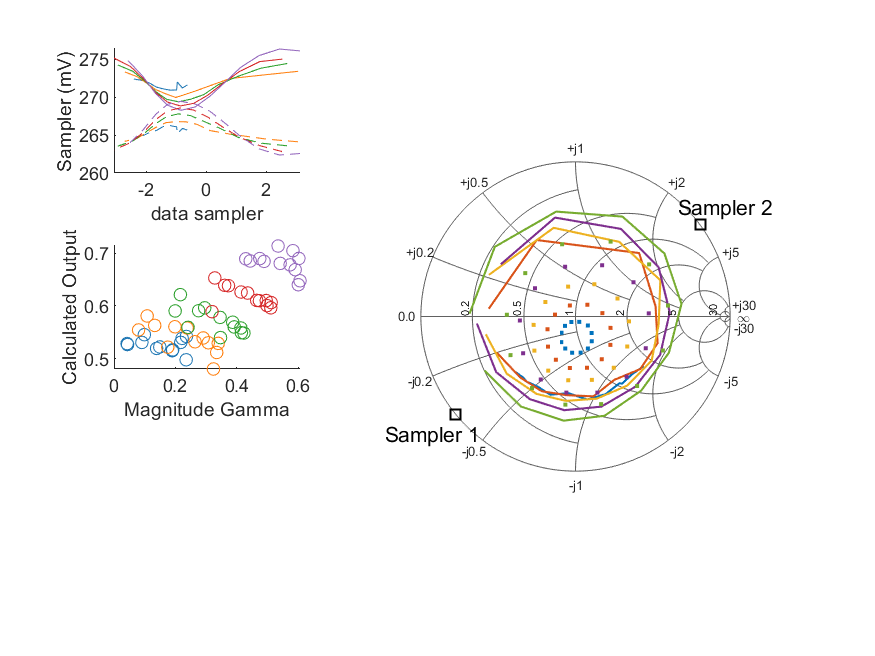 275
270
265
260
Sampler (mV)
-2
0
2
data sampler
0.7
0.6
0.5
Calculated Output
0
0.2
0.4
0.6
Magnitude Gamma
+j1
+j0.5
+j2
Sampler 2
+j0.2
+j5
0.0
0.2
0.5
1
2
5
30
+j30
∞
-j30
-j0.2
-j5
Sampler 1
-j0.5
-j2
-j1